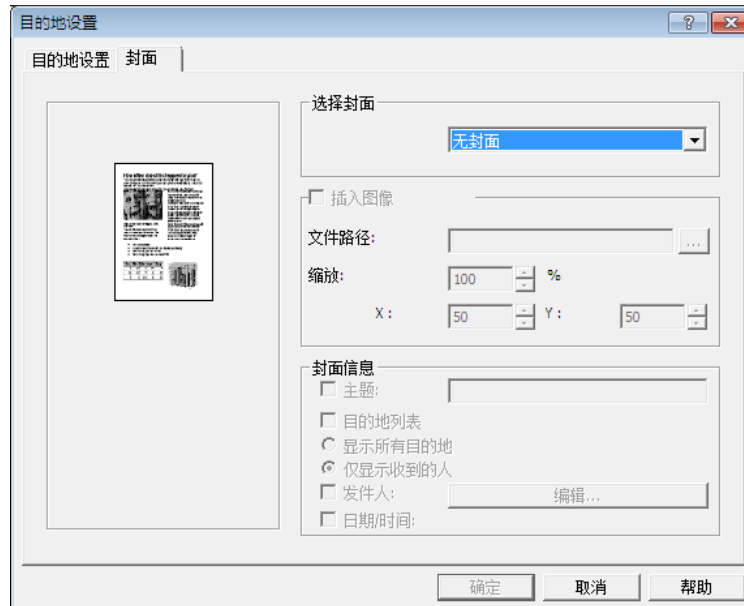 目的地设置
目的地设置 封面
选择封面
无封面
插入图像
文件路径: ...
缩放: 100 %
X: 50 Y: 50
封面信息
主题:
目的地列表
显示所有目的地
仅显示收到的人
发件人: 编辑...
日期/时间:
确定 取消 帮助